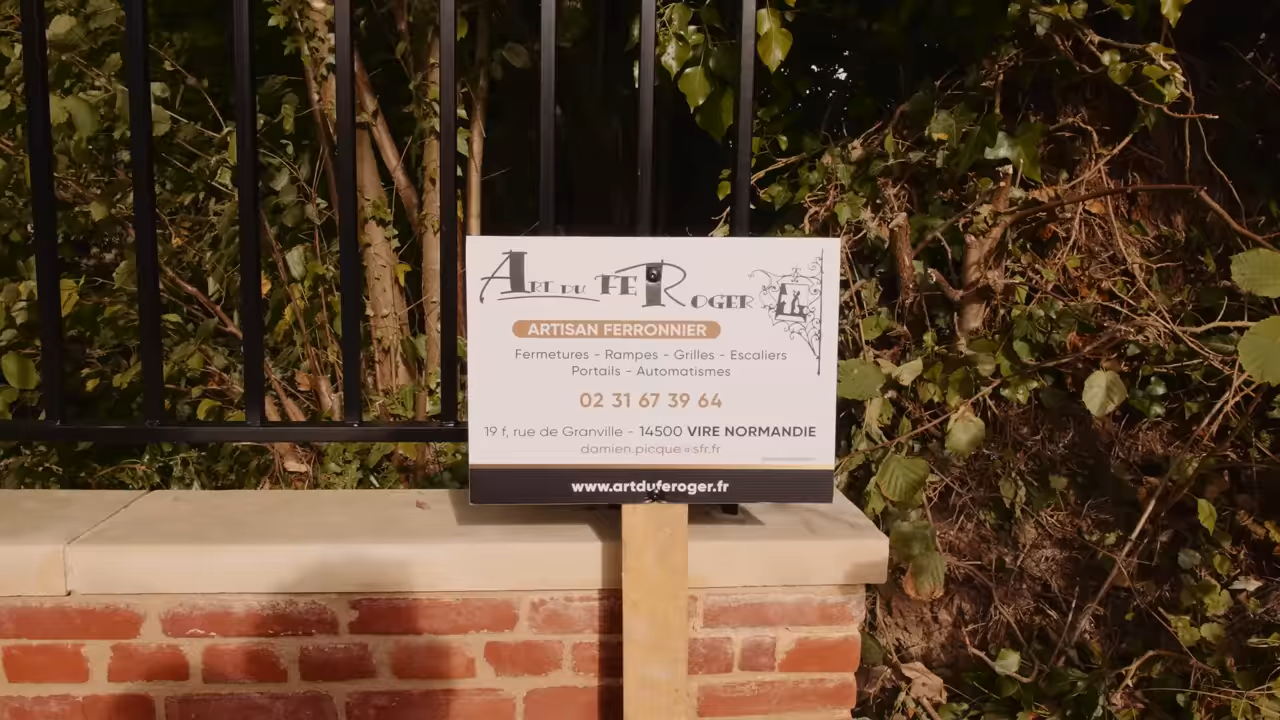 ART DU FE ROGER
ARTISAN FERRONNIER
Fermetures - Rampes - Grilles - Escaliers
Portails - Automatismes
02 31 67 39 64
19 f, rue de Granville - 14500 VIRE NORMANDIE
damien.picque@sfr.fr
www.artduferoger.fr